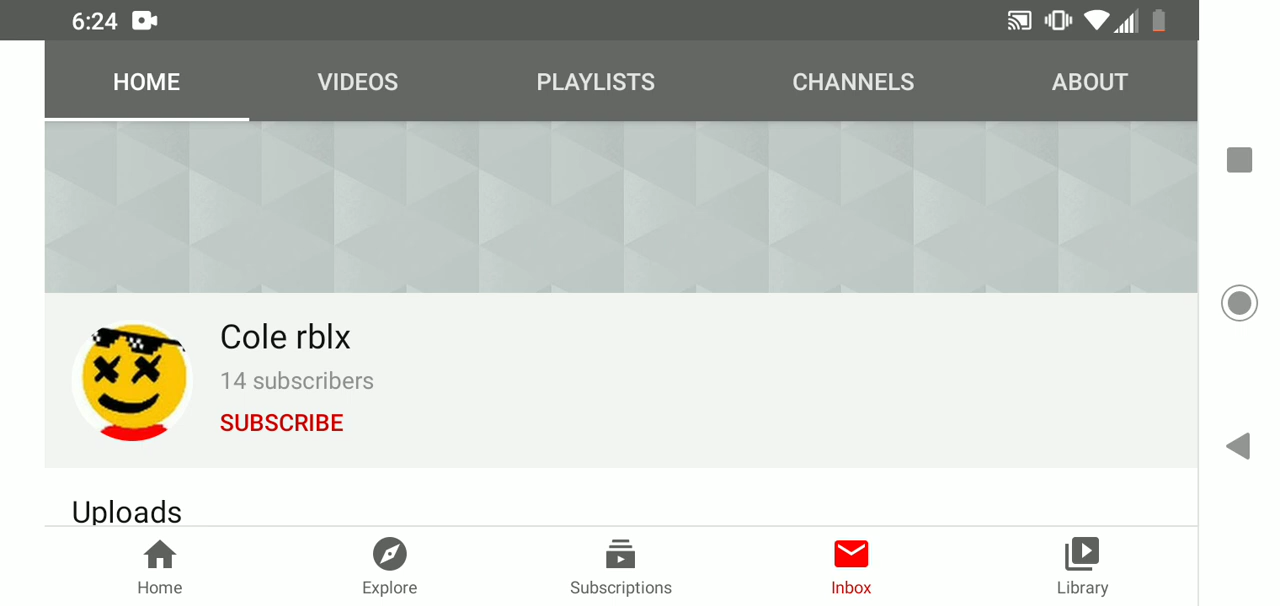 6:24
HOME VIDEOS PLAYLISTS CHANNELS ABOUT
Cole rblx
14 subscribers
SUBSCRIBE
Uploads
Home Explore Subscriptions Inbox Library